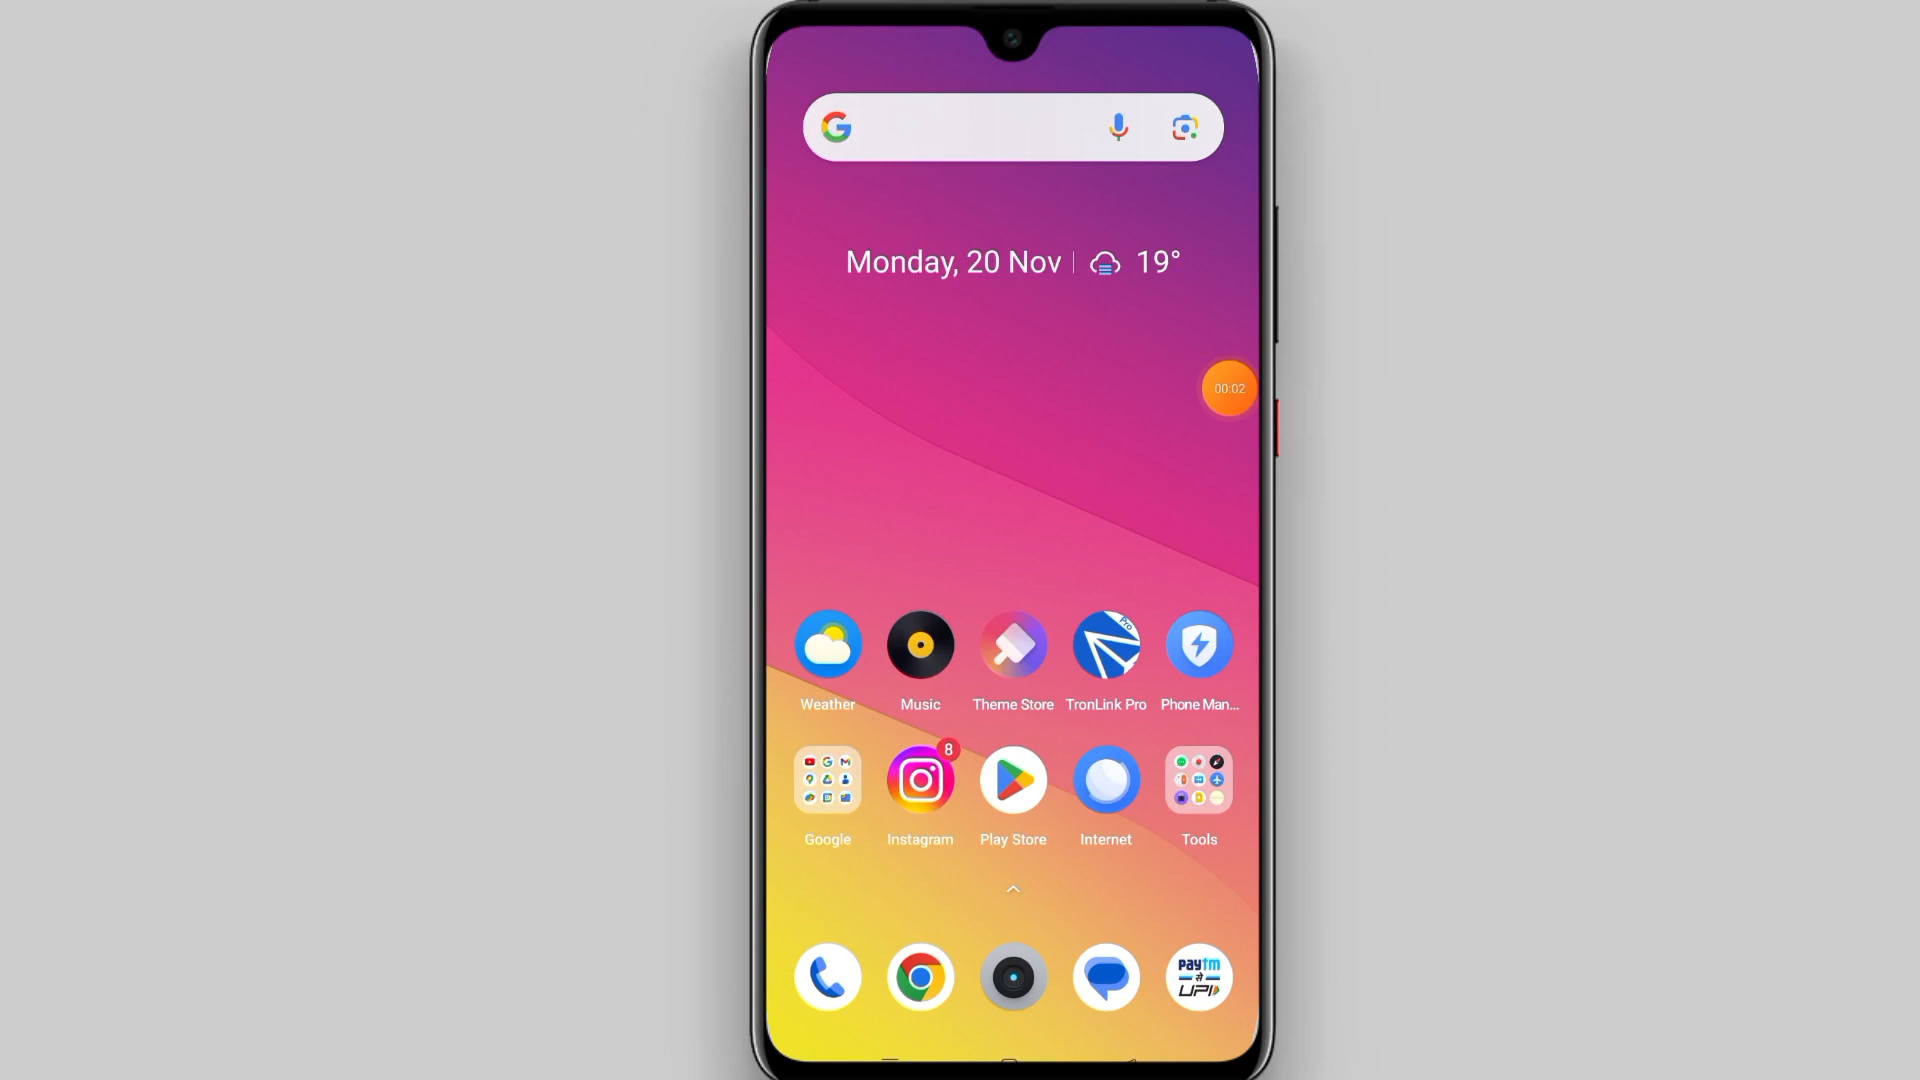 Monday, 20 Nov 19°
00:02
Pro
Weather Music Theme Store TronLink Pro Phone Man...
8
Google Instagram Play Store Internet Tools
paytm
से
UPI